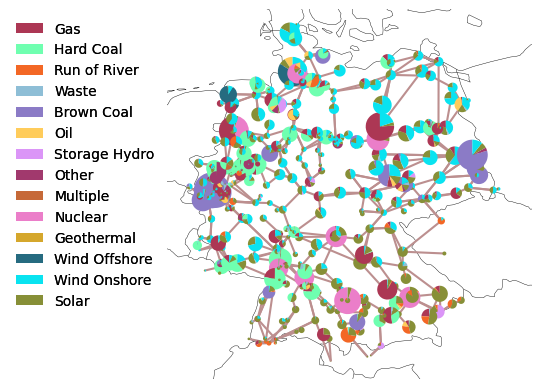 Gas
Hard Coal
Run of River
Waste
Brown Coal
Oil
Storage Hydro
Other
Multiple
Nuclear
Geothermal
Wind Offshore
Wind Onshore
Solar